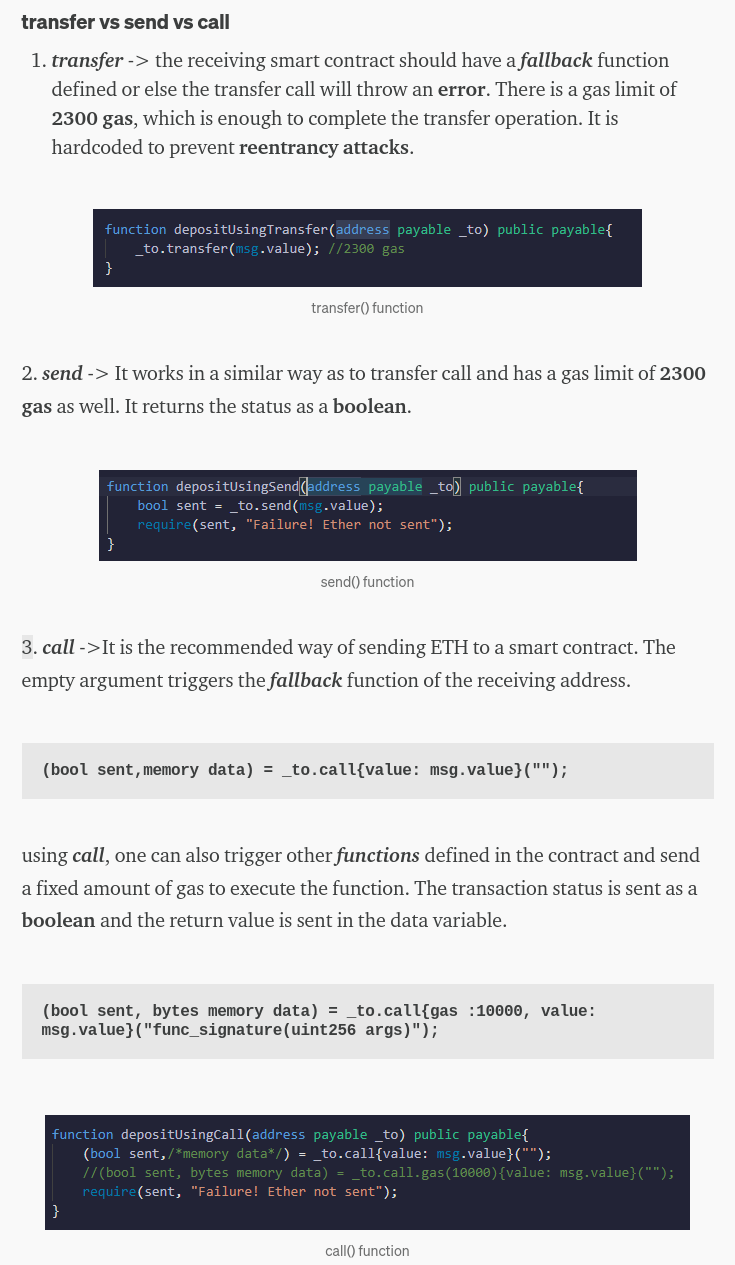 transfer vs send vs call
1. transfer -> the receiving smart contract should have a fallback function
defined or else the transfer call will throw an error. There is a gas limit of
2300 gas, which is enough to complete the transfer operation. It is
hardcoded to prevent reentrancy attacks.
function depositUsingTransfer(address payable _to) public payable{
_to.transfer(msg.value); //2300 gas
}
transfer() function
2. send -> It works in a similar way as to transfer call and has a gas limit of 2300
gas as well. It returns the status as a boolean.
function depositUsingSend(address payable _to) public payable{
bool sent = _to.send(msg.value);
require(sent, "Failure! Ether not sent");
}
send() function
3. call ->It is the recommended way of sending ETH to a smart contract. The
empty argument triggers the fallback function of the receiving address.
(bool sent,memory data) = _to.call{value: msg.value}("");
using call, one can also trigger other functions defined in the contract and send
a fixed amount of gas to execute the function. The transaction status is sent as a
boolean and the return value is sent in the data variable.
(bool sent, bytes memory data) = _to.call{gas :10000, value:
msg.value}("func_signature(uint256 args)");
function depositUsingCall(address payable _to) public payable{
(bool sent,/*memory data*/) = _to.call{value: msg.value}("");
//(bool sent, bytes memory data) = _to.call.gas(10000){value: msg.value}("");
require(sent, "Failure! Ether not sent");
}
call() function